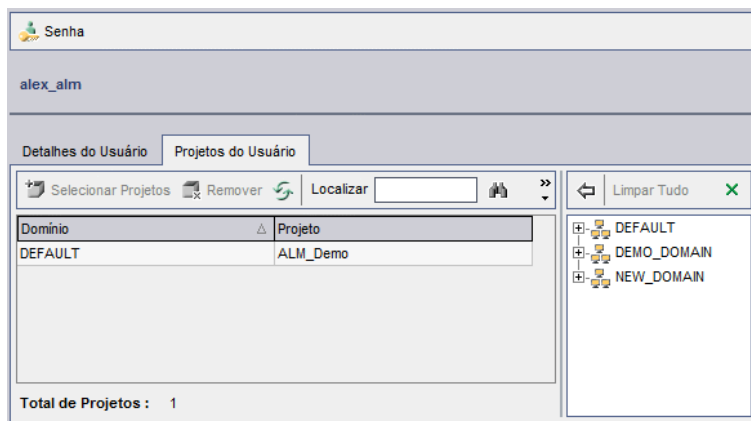 Senha
alex_alm
Detalhes do Usuário Projetos do Usuário
Selecionar Projetos Remover Localizar Limpar Tudo
Domínio Projeto
DEFAULT ALM_Demo
DEFAULT
DEMO_DOMAIN
NEW_DOMAIN
Total de Projetos : 1